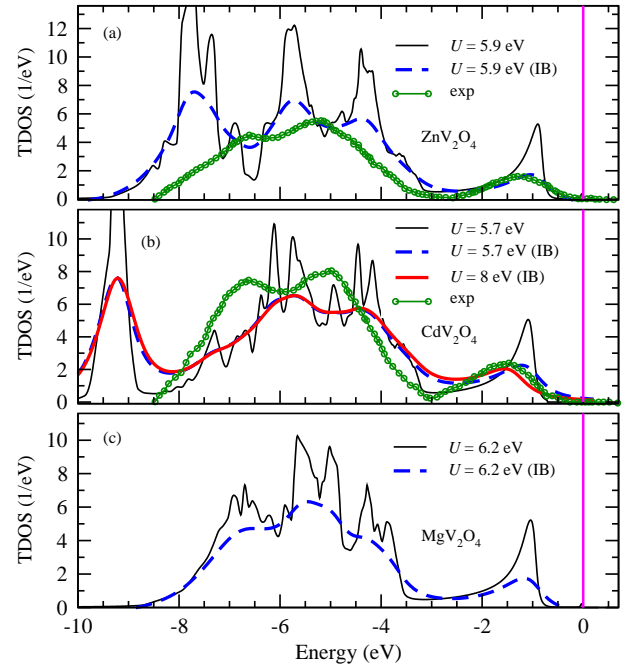 (a)
U = 5.9 eV
U = 5.9 eV (IB)
exp
ZnV2O4
TDOS (1/eV)
12
10
8
6
4
2
0
(b)
U = 5.7 eV
U = 5.7 eV (IB)
U = 8 eV (IB)
exp
CdV2O4
TDOS (1/eV)
10
8
6
4
2
0
(c)
U = 6.2 eV
U = 6.2 eV (IB)
MgV2O4
TDOS (1/eV)
10
8
6
4
2
0
-10 -8 -6 -4 -2 0
Energy (eV)